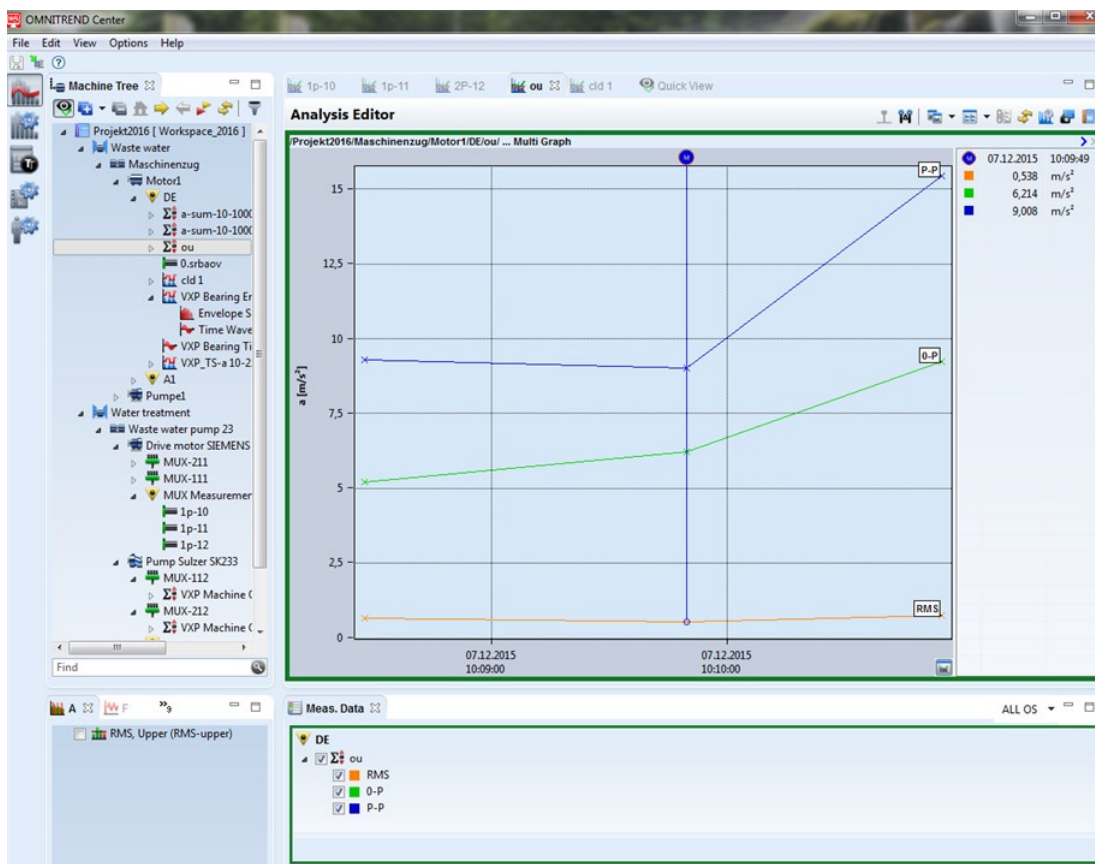 OMNITREND Center
File Edit View Options Help
Machine Tree
Projekt2016 [ Workspace_2016 ]
Waste water
Maschinenzug
Motor1
DE
a-sum-10-1000
a-sum-10-1000
ou
0.srbaov
cld 1
VXP Bearing Er
Envelope S
Time Wave
VXP Bearing Ti
VXP_TS-a 10-2
A1
Pumpe1
Water treatment
Waste water pump 23
Drive motor SIEMENS
MUX-211
MUX-111
MUX Measuremer
1p-10
1p-11
1p-12
Pump Sulzer SK233
MUX-112
VXP Machine C
MUX-212
VXP Machine C
Find
1p-10 1p-11 2P-12 ou cld 1 Quick View
Analysis Editor
/Projekt2016/Maschinenzug/Motor1/DE/ou/ ... Multi Graph
M
P-P
0-P
RMS
15
12,5
10
7,5
5
2,5
0
a [m/s²]
07.12.2015 07.12.2015
10:09:00 10:10:00
M 07.12.2015 10:09:49
0,538 m/s²
6,214 m/s²
9,008 m/s²
A F »9
RMS, Upper (RMS-upper)
Meas. Data ALL OS
DE
ou
RMS
0-P
P-P